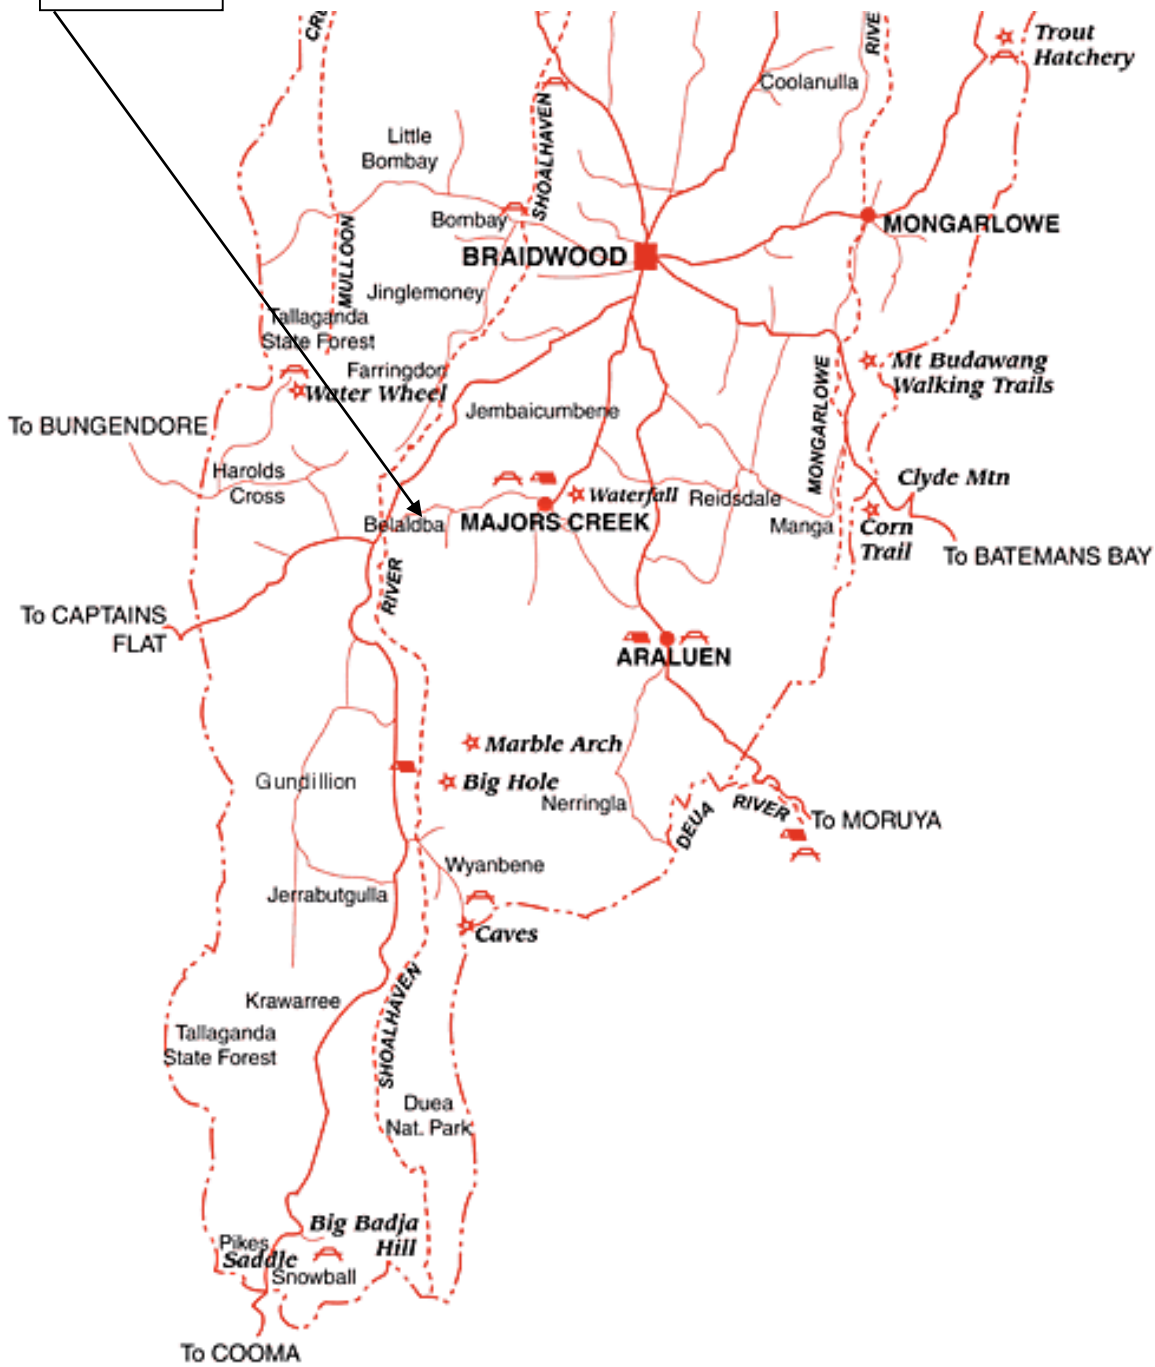 Trout
Hatchery
CRU
RIVE
Coolanulla
SHOALHAVEN
Little
Bombay
Bombay
MONGARLOWE
BRAIDWOOD
MULLOON
Jinglemoney
Tallaganda
State Forest
Farringdon
Water Wheel
Mt Budawang
Walking Trails
MONGARLOWE
Jembaicumbene
To BUNGENDORE
Harolds
Cross
Clyde Mtn
Waterfall
Reidsdale
Belaldba
MAJORS CREEK
Manga
Corn
Trail
To BATEMANS BAY
RIVER
To CAPTAINS
FLAT
ARALUEN
Marble Arch
Big Hole
Gundillion
Nerringla
DEUA
RIVER
To MORUYA
Wyanbene
Jerrabutgulla
Caves
Krawarree
SHOALHAVEN
Tallaganda
State Forest
Duea
Nat. Park
Big Badja
Hill
Pikes
Saddle
Snowball
To COOMA